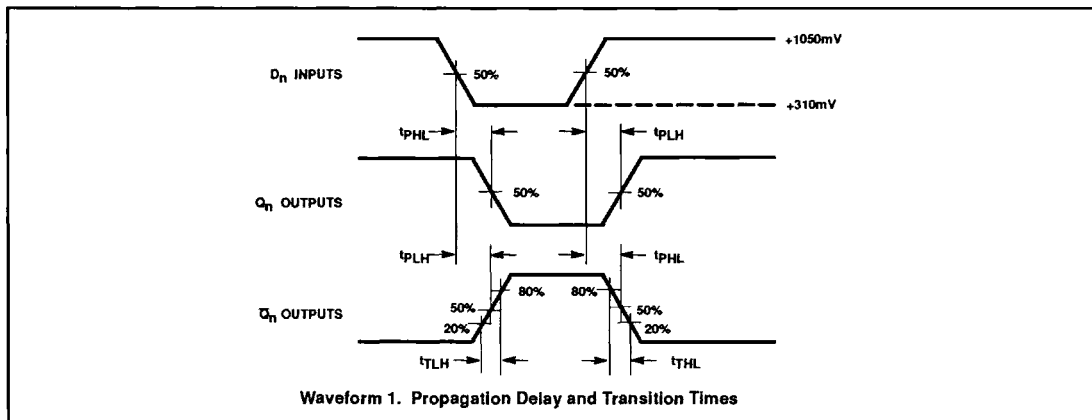 +1050mV
Dn INPUTS
50%
50%
+310mV
tPHL
tPLH
Qn OUTPUTS
50%
50%
tPLH
tPHL
Q̅n OUTPUTS
80%
80%
50%
50%
20%
20%
tTLH
tTHL
Waveform 1. Propagation Delay and Transition Times